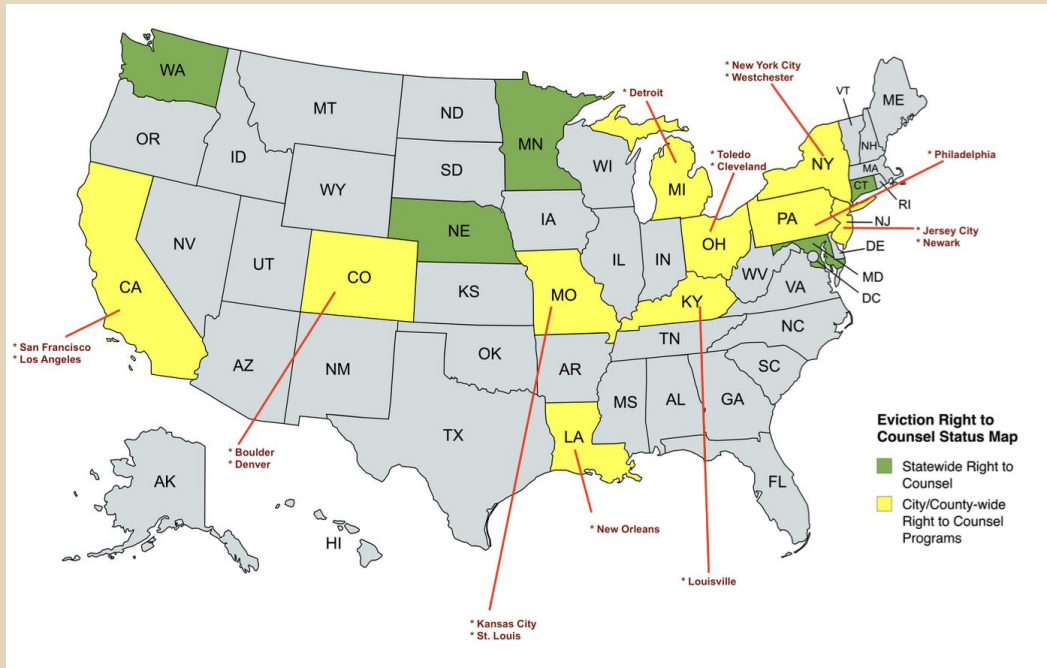 WA
MT
ND
MN
OR
ID
SD
WI
WY
MI
* Detroit
* New York City
* Westchester
VT
ME
NH
NY
MA
* Philadelphia
CT
RI
* Toledo
* Cleveland
PA
NJ
* Jersey City
* Newark
DE
MD
DC
NV
UT
CO
NE
IA
IL
IN
OH
WV
VA
KS
MO
KY
CA
* San Francisco
* Los Angeles
AZ
NM
OK
AR
TN
NC
SC
MS
AL
GA
TX
LA
FL
* Boulder
* Denver
AK
HI
* New Orleans
* Louisville
* Kansas City
* St. Louis
Eviction Right to
Counsel Status Map
Statewide Right to
Counsel
City/County-wide
Right to Counsel
Programs